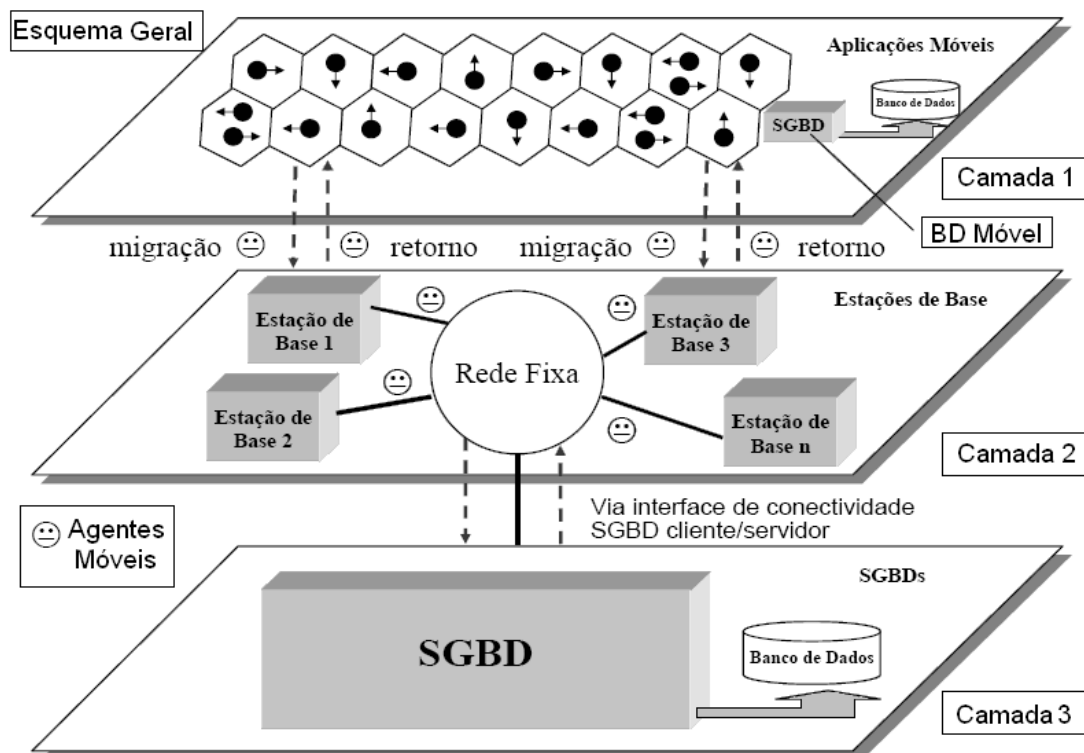 Esquema Geral
Aplicações Móveis
Banco de Dados
SGBD
Camada 1
BD Móvel
migração
retorno
migração
retorno
Estações de Base
Estação de
Base 1
Estação de
Base 3
Rede Fixa
Estação de
Base 2
Estação de
Base n
Camada 2
Via interface de conectividade
SGBD cliente/servidor
Agentes
Móveis
SGBDs
SGBD
Banco de Dados
Camada 3